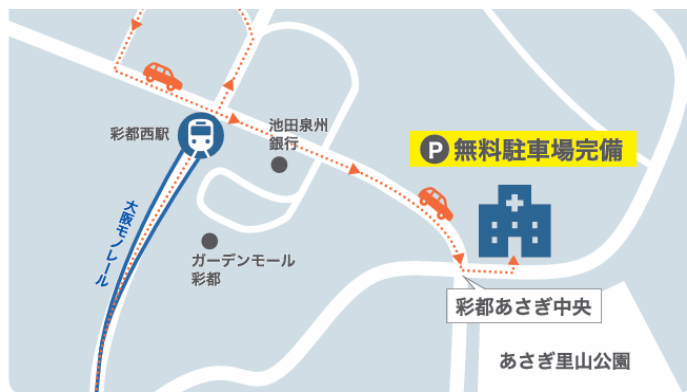 彩都西駅
池田泉州
銀行
P無料駐車場完備
大阪モノレール
ガーデンモール
彩都
彩都あさぎ中央
あさぎ里山公園